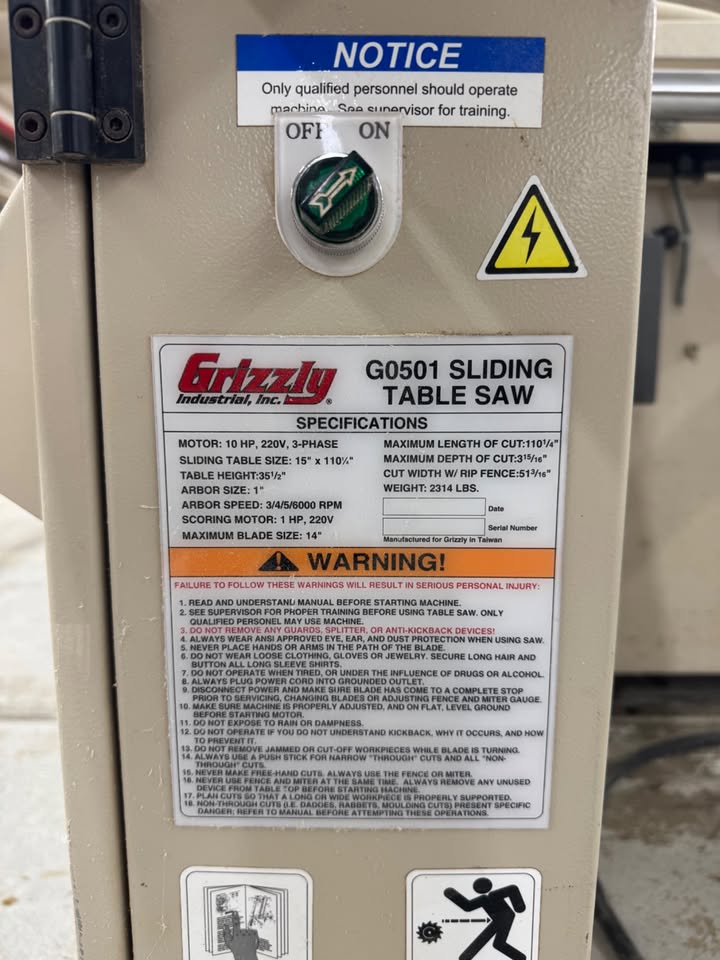 NOTICE
Only qualified personnel should operate
machine. See supervisor for training.
OFF ON
Grizzly
Industrial, Inc.®
G0501 SLIDING
TABLE SAW
SPECIFICATIONS
MOTOR: 10 HP, 220V, 3-PHASE
SLIDING TABLE SIZE: 15" x 110¼"
TABLE HEIGHT:35½"
ARBOR SIZE: 1"
ARBOR SPEED: 3/4/5/6000 RPM
SCORING MOTOR: 1 HP, 220V
MAXIMUM BLADE SIZE: 14"
MAXIMUM LENGTH OF CUT:110¼"
MAXIMUM DEPTH OF CUT:3¹⁵/₁₆"
CUT WIDTH W/ RIP FENCE:51³/₁₆"
WEIGHT: 2314 LBS.
Date
Serial Number
Manufactured for Grizzly in Taiwan
WARNING!
FAILURE TO FOLLOW THESE WARNINGS WILL RESULT IN SERIOUS PERSONAL INJURY:
1. READ AND UNDERSTAND MANUAL BEFORE STARTING MACHINE.
2. SEE SUPERVISOR FOR PROPER TRAINING BEFORE USING TABLE SAW. ONLY
QUALIFIED PERSONEL MAY USE MACHINE.
3. DO NOT REMOVE ANY GUARDS, SPLITTER, OR ANTI-KICKBACK DEVICES!
4. ALWAYS WEAR ANSI APPROVED EYE, EAR, AND DUST PROTECTION WHEN USING SAW.
5. NEVER PLACE HANDS OR ARMS IN THE PATH OF THE BLADE.
6. DO NOT WEAR LOOSE CLOTHING, GLOVES OR JEWELRY. SECURE LONG HAIR AND
BUTTON ALL LONG SLEEVE SHIRTS.
7. DO NOT OPERATE WHEN TIRED, OR UNDER THE INFLUENCE OF DRUGS OR ALCOHOL.
8. ALWAYS PLUG POWER CORD INTO GROUNDED OUTLET.
9. DISCONNECT POWER AND MAKE SURE BLADE HAS COME TO A COMPLETE STOP
PRIOR TO SERVICING, CHANGING BLADES OR ADJUSTING FENCE AND MITER GAUGE.
10. MAKE SURE MACHINE IS PROPERLY ADJUSTED, AND ON FLAT, LEVEL GROUND
BEFORE STARTING MOTOR.
11. DO NOT EXPOSE TO RAIN OR DAMPNESS.
12. DO NOT OPERATE IF YOU DO NOT UNDERSTAND KICKBACK, WHY IT OCCURS, AND HOW
TO PREVENT IT.
13. DO NOT REMOVE JAMMED OR CUT-OFF WORKPIECES WHILE BLADE IS TURNING.
14. ALWAYS USE A PUSH STICK FOR NARROW "THROUGH" CUTS AND ALL "NON-
THROUGH" CUTS.
15. NEVER MAKE FREE-HAND CUTS. ALWAYS USE THE FENCE OR MITER.
16. NEVER USE FENCE AND MITER AT THE SAME TIME. ALWAYS REMOVE ANY UNUSED
DEVICE FROM TABLE TOP BEFORE STARTING MACHINE.
17. PLAN CUTS SO THAT A LONG OR WIDE WORKPIECE IS PROPERLY SUPPORTED.
18. NON-THROUGH CUTS (I.E. DADOES, RABBETS, MOULDING CUTS) PRESENT SPECIFIC
DANGER; REFER TO MANUAL BEFORE ATTEMPTING THESE OPERATIONS.